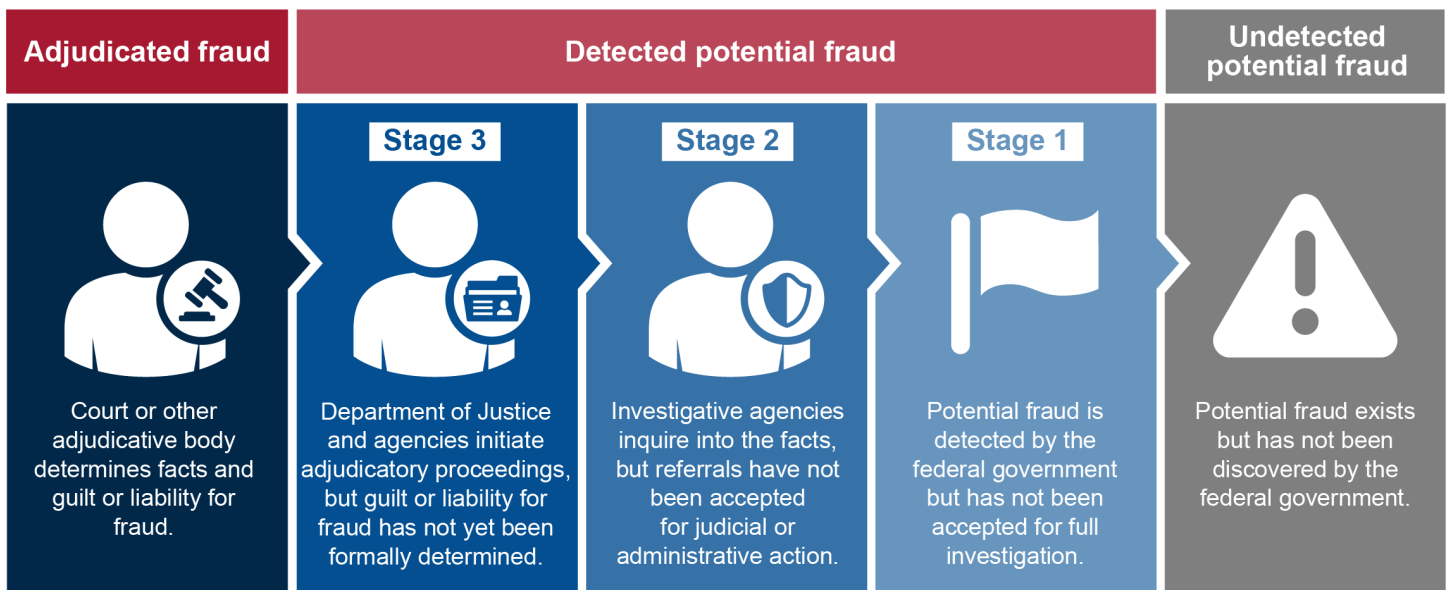 Adjudicated fraud
Detected potential fraud
Undetected
potential fraud
Court or other
adjudicative body
determines facts and
guilt or liability for
fraud.
Stage 3
Department of Justice
and agencies initiate
adjudicatory proceedings,
but guilt or liability for
fraud has not yet been
formally determined.
Stage 2
Investigative agencies
inquire into the facts,
but referrals have not
been accepted
for judicial or
administrative action.
Stage 1
Potential fraud is
detected by the
federal government
but has not been
accepted for full
investigation.
Potential fraud exists
but has not been
discovered by the
federal government.